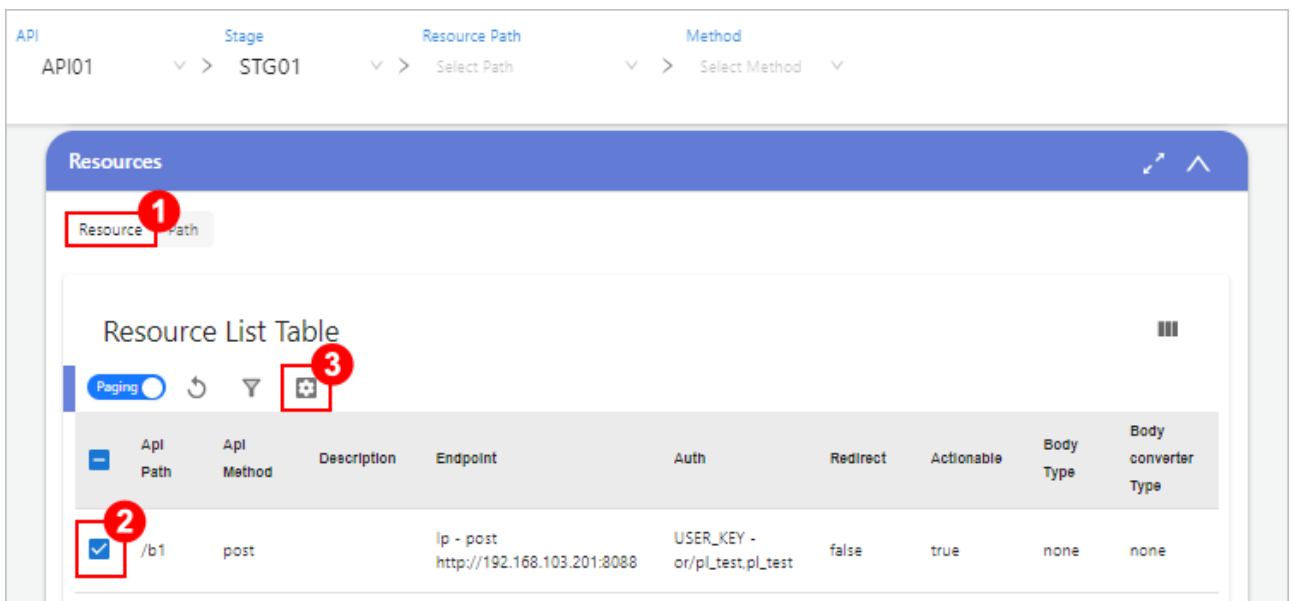 API Stage Resource Path Method
API01 > STG01 > Select Path > Select Method
Resources
1
Resource Path
Resource List Table
3
Paging
Api Path Api Method Description Endpoint Auth Redirect Actionable Body Type Body converter Type
2
/b1 post Ip - post http://192.168.103.201:8088 USER_KEY - or/pl_test,pl_test false true none none